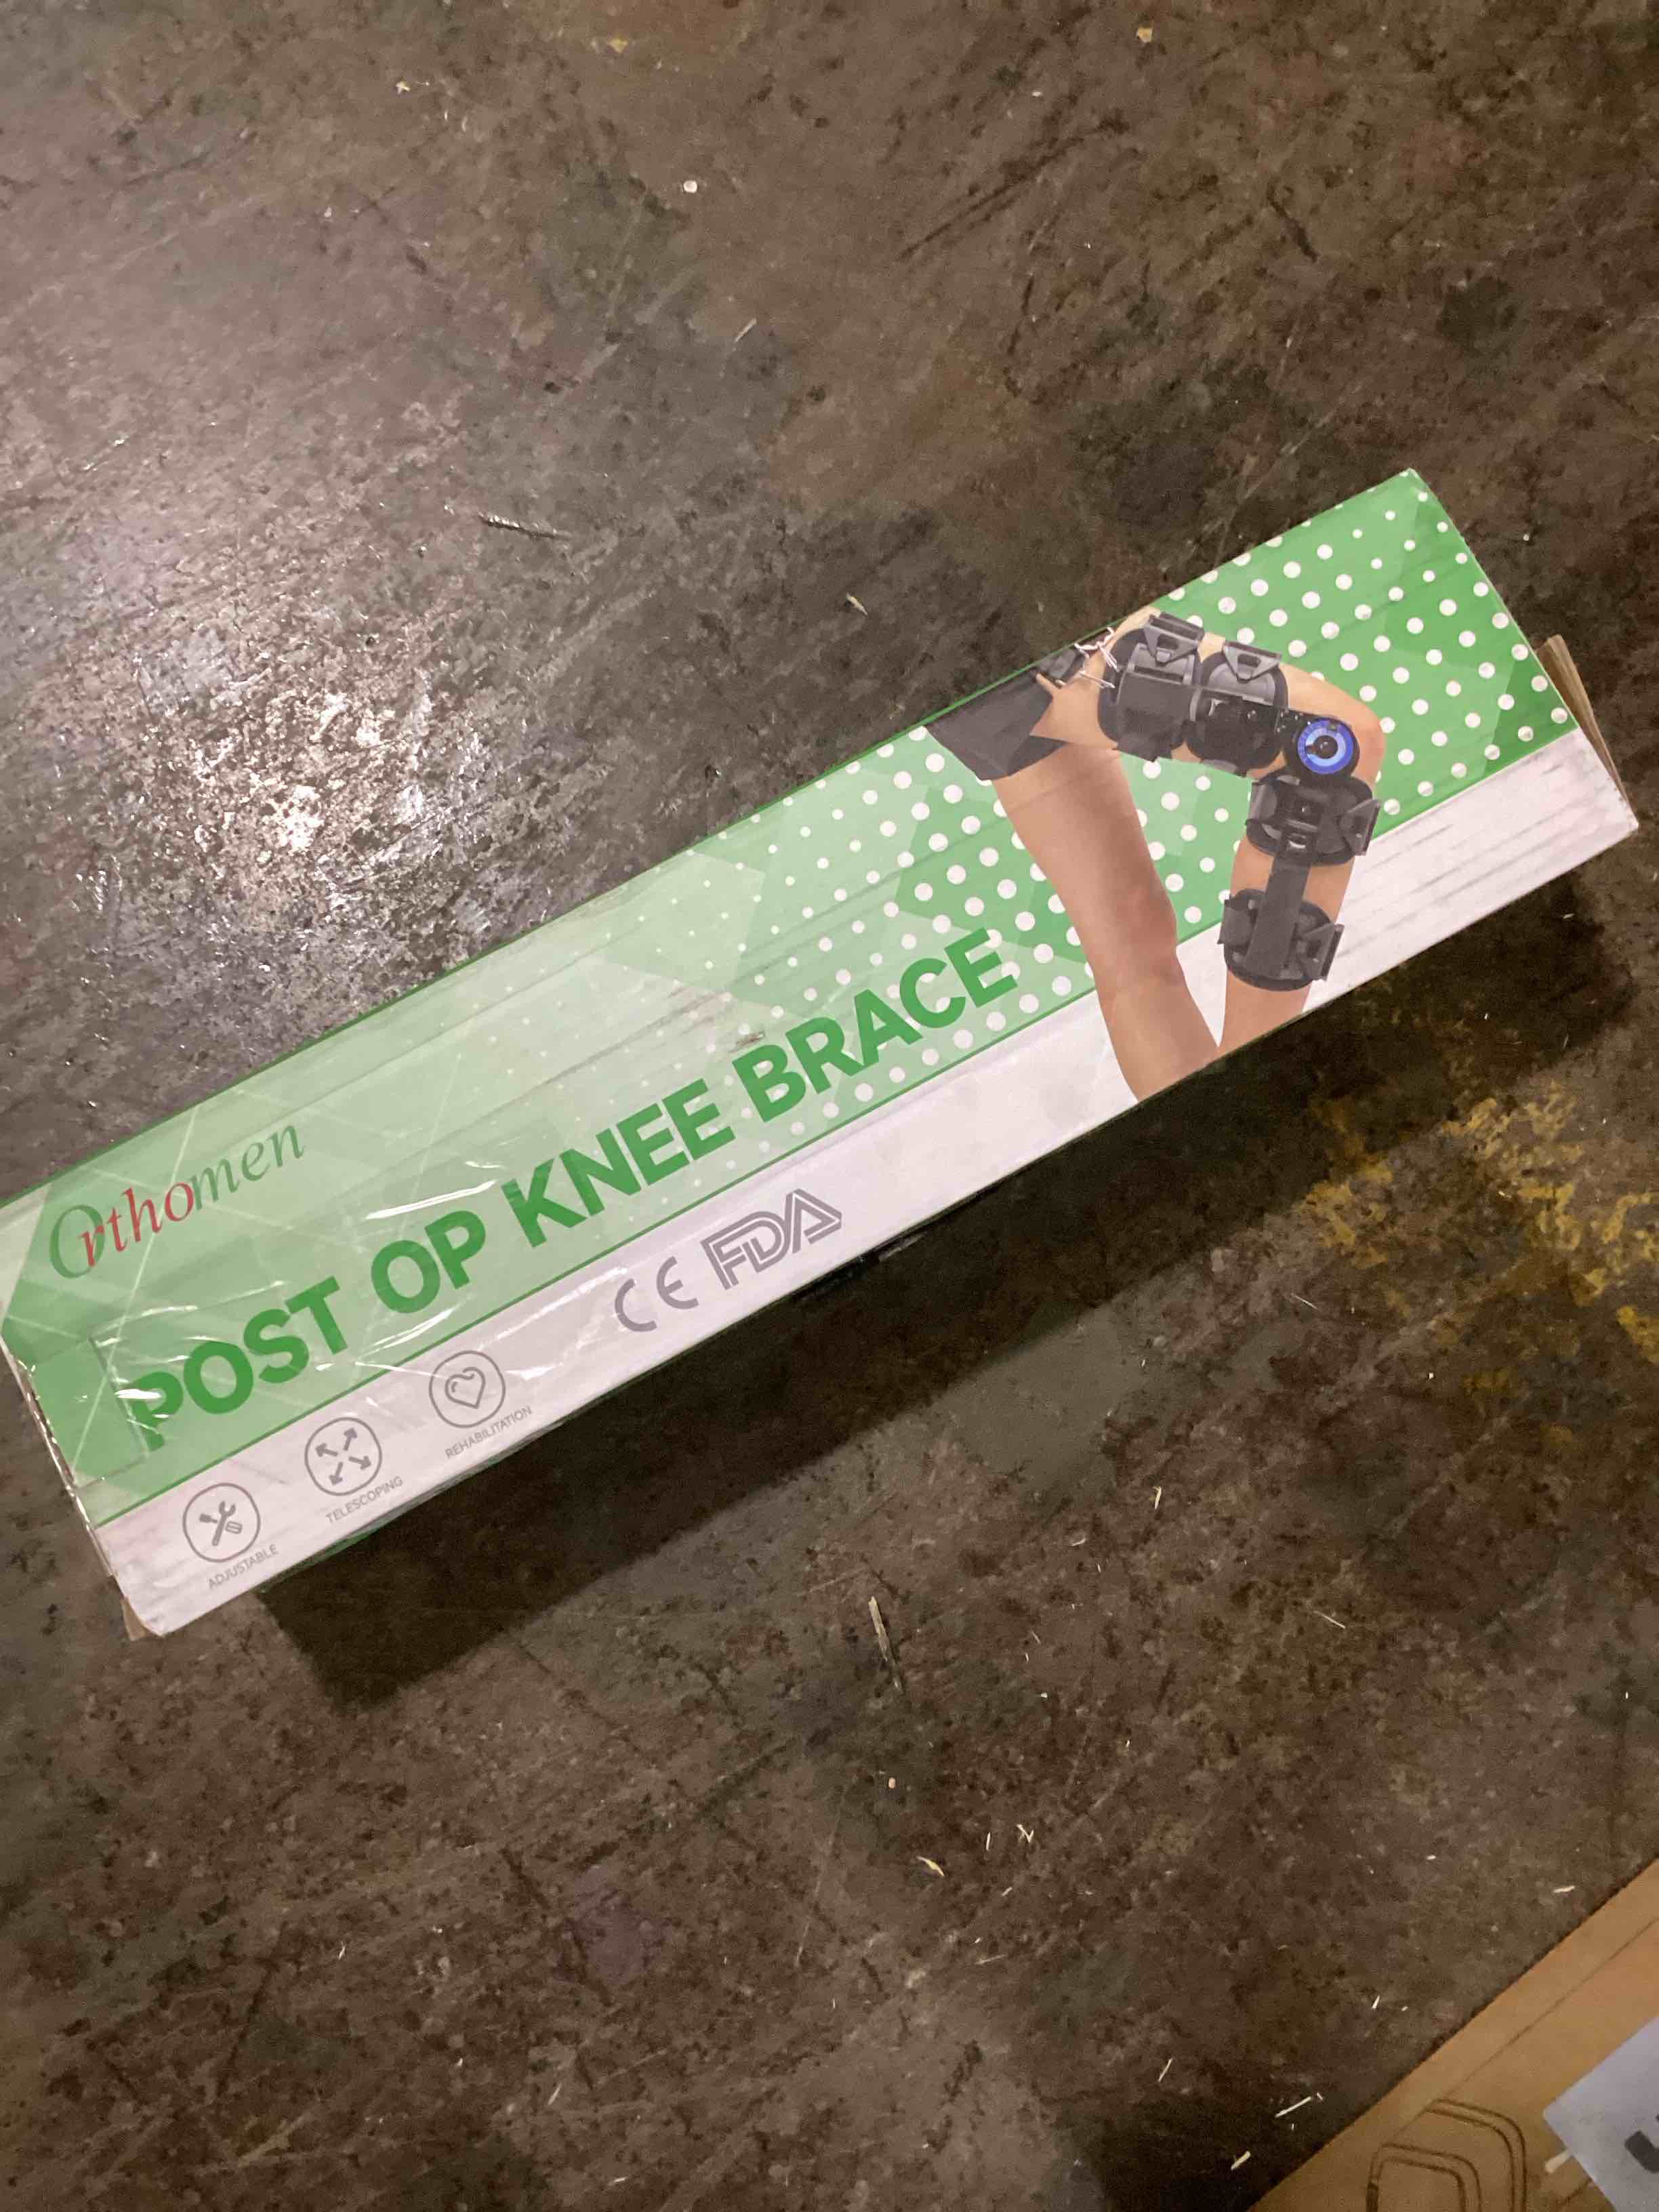 Orthomen
POST OP KNEE BRACE
CE FDA
ADJUSTABLE
TELESCOPING
REHABILITATION